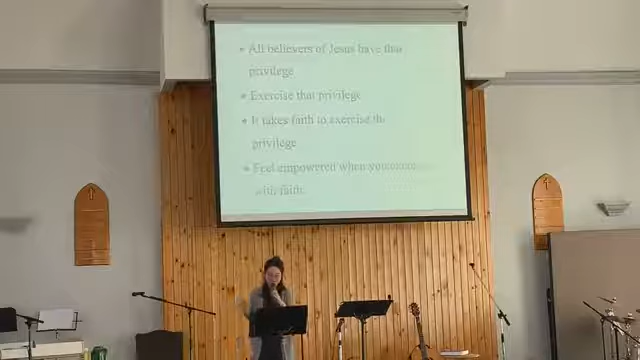 • All believers of Jesus have that
privilege
• Exercise that privilege
• It takes faith to exercise the
privilege
• Feel empowered when you
with faith